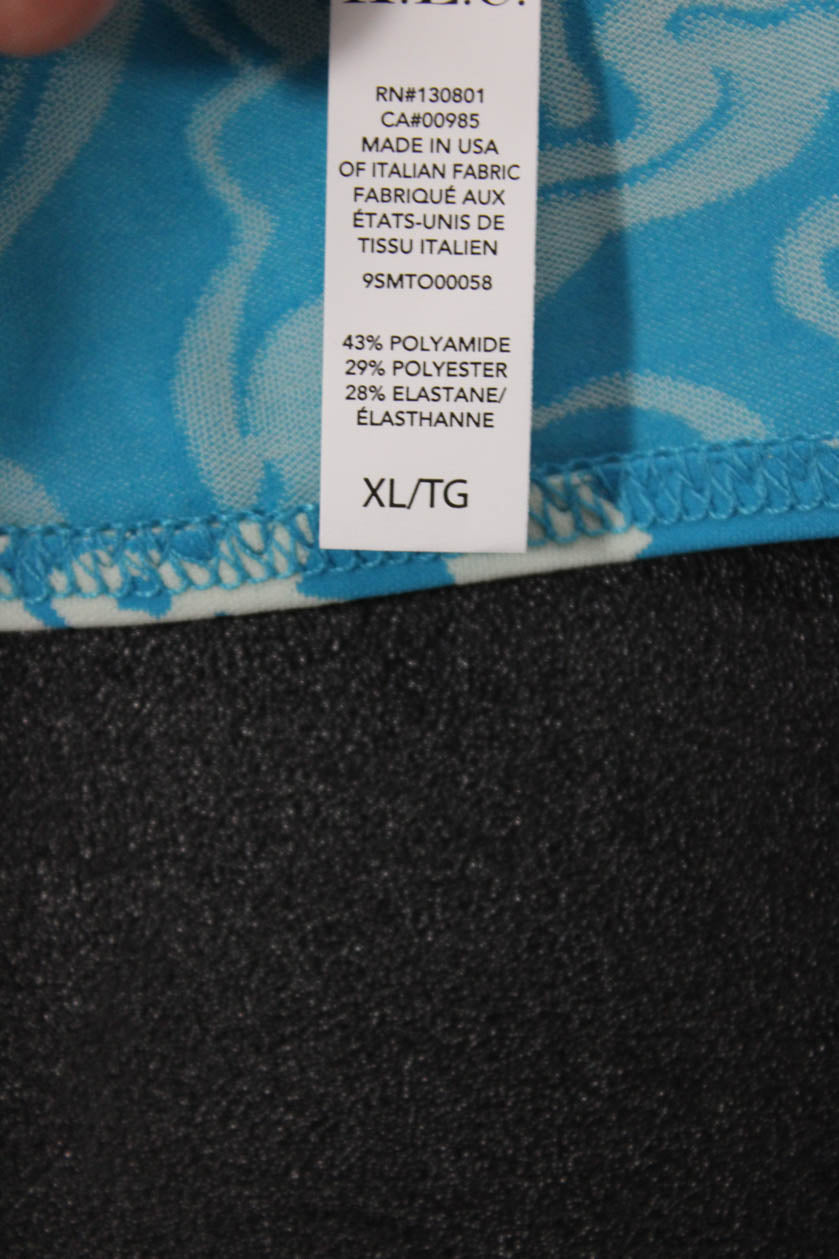 RN#130801
CA#00985
MADE IN USA
OF ITALIAN FABRIC
FABRIQUÉ AUX
ÉTATS-UNIS DE
TISSU ITALIEN
9SMTO00058
43% POLYAMIDE
29% POLYESTER
28% ELASTANE/
ÉLASTHANNE
XL/TG